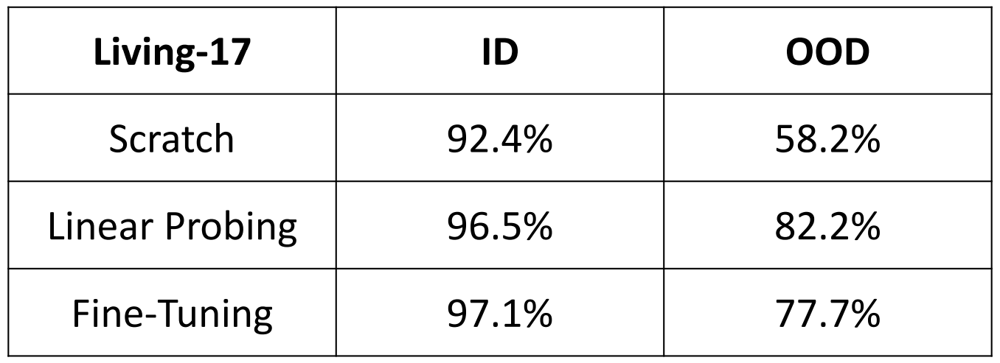 Living-17 ID OOD
Scratch 92.4% 58.2%
Linear Probing 96.5% 82.2%
Fine-Tuning 97.1% 77.7%